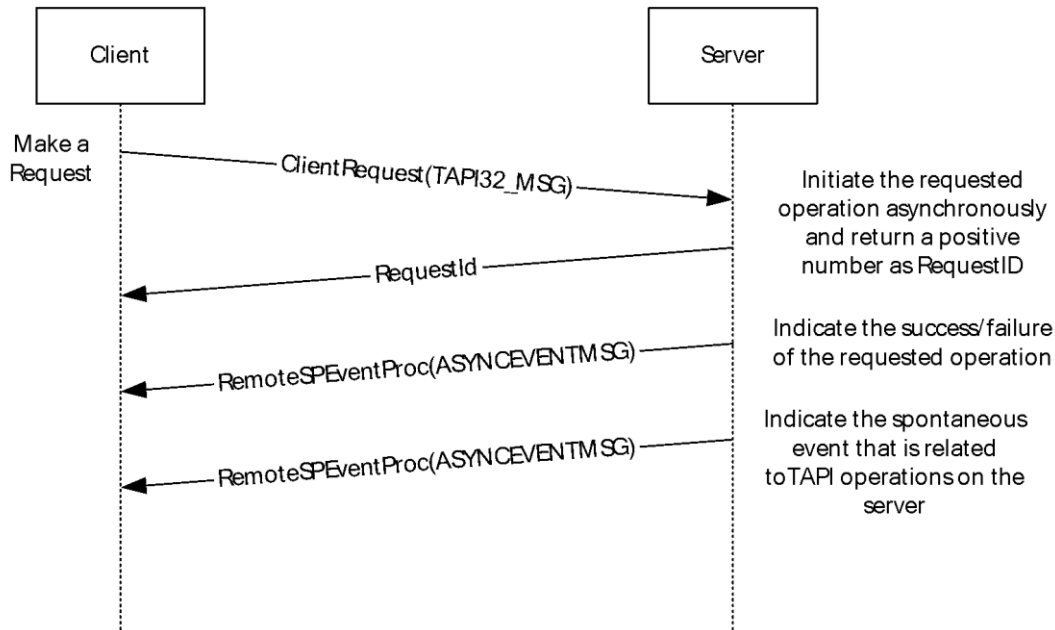 Client
Server
Make a
Request
ClientRequest(TAPI32_MSG)
Initiate the requested
operation asynchronously
and return a positive
number as RequestID
RequestId
Indicate the success/failure
of the requested operation
RemoteSPEventProc(ASYNCEVENTMSG)
Indicate the spontaneous
event that is related
to TAPI operations on the
server
RemoteSPEventProc(ASYNCEVENTMSG)